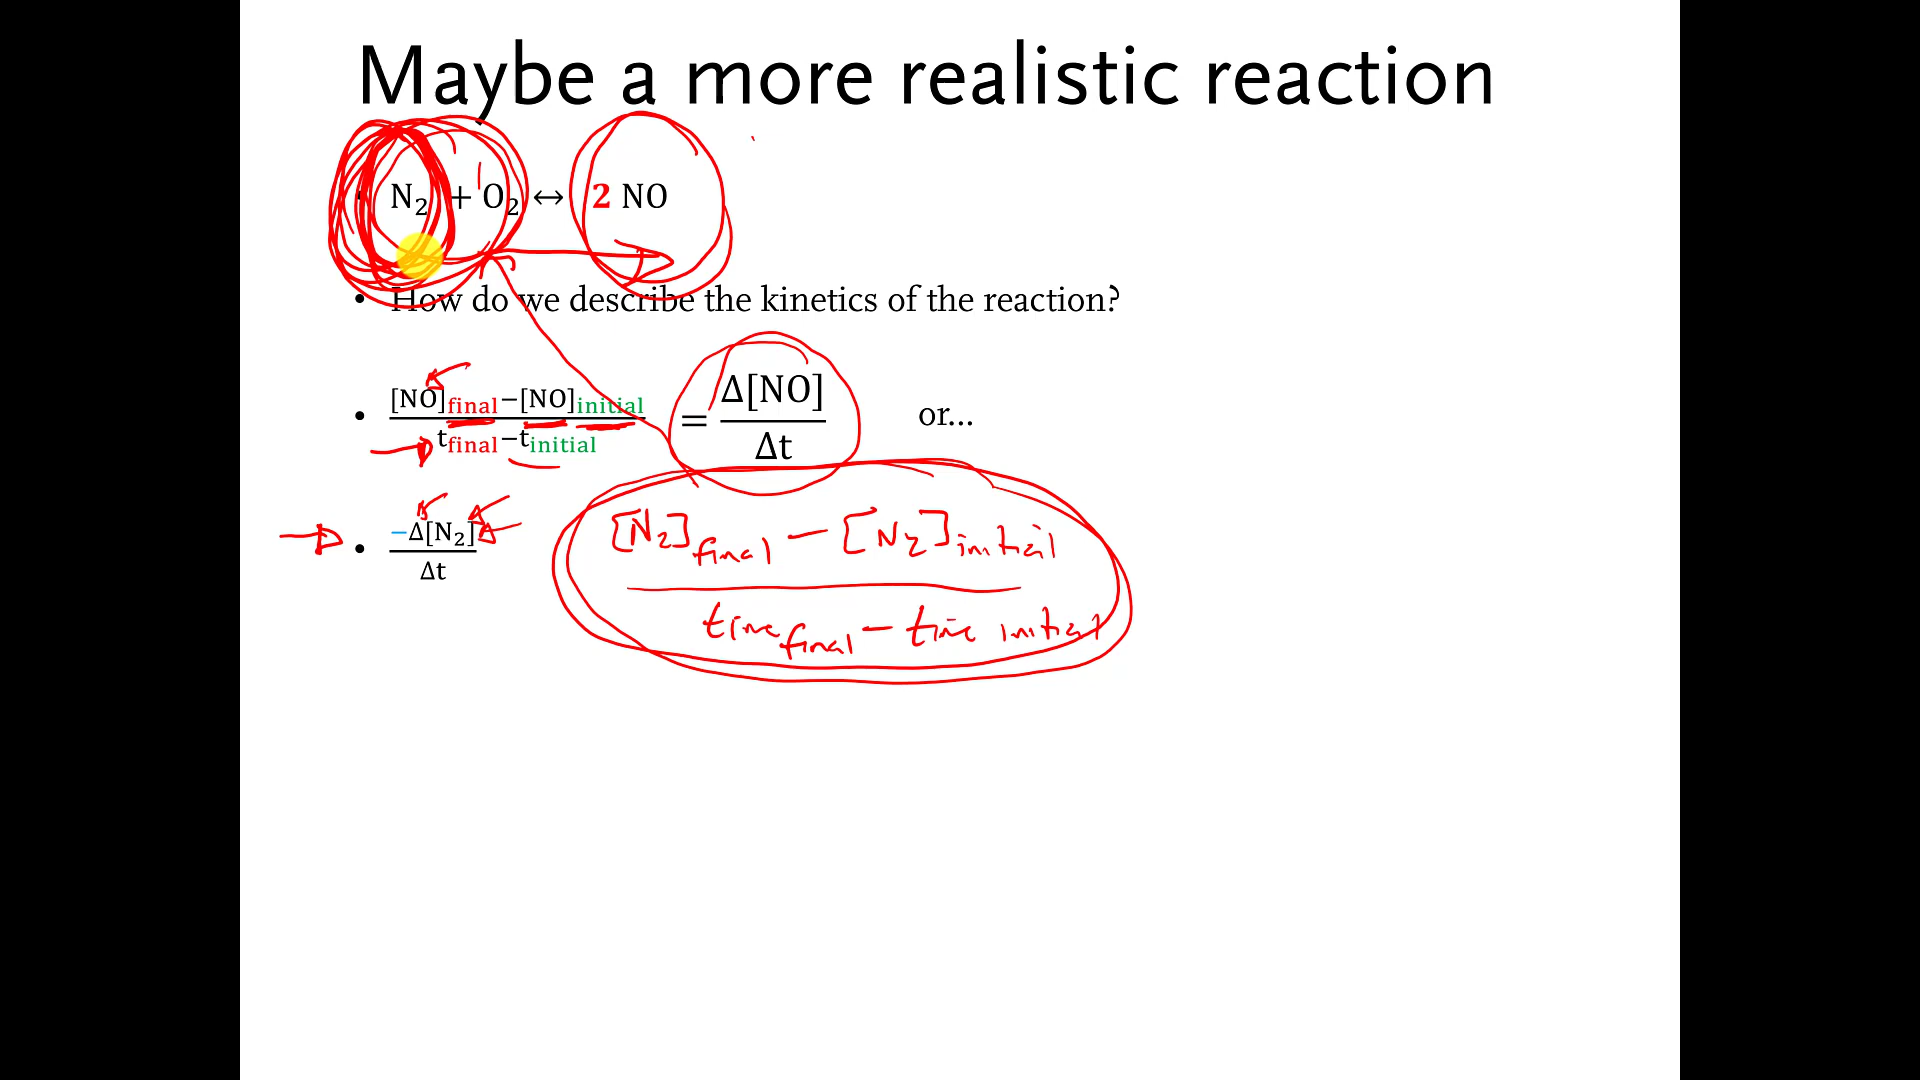 Maybe a more realistic reaction
N₂ + O₂ ↔ 2 NO
• How do we describe the kinetics of the reaction?
• [NO]final−[NO]initial
tfinal−tinitial
= Δ[NO]
Δt
or...
• −Δ[N₂]
Δt
[N₂]final − [N₂]initial
time final − time initial